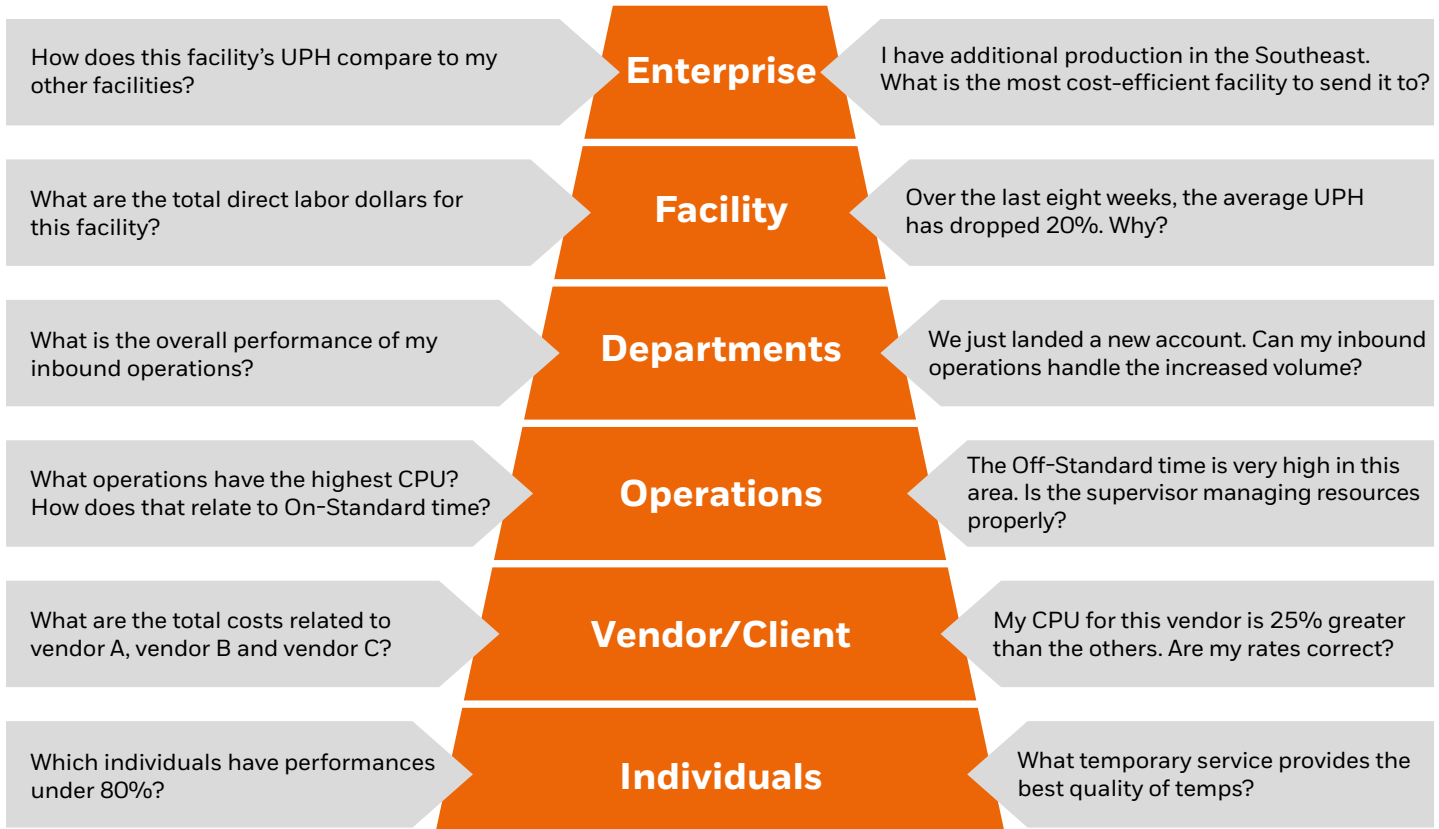 How does this facility's UPH compare to my
other facilities?
Enterprise
I have additional production in the Southeast.
What is the most cost-efficient facility to send it to?
What are the total direct labor dollars for
this facility?
Facility
Over the last eight weeks, the average UPH
has dropped 20%. Why?
What is the overall performance of my
inbound operations?
Departments
We just landed a new account. Can my inbound
operations handle the increased volume?
What operations have the highest CPU?
How does that relate to On-Standard time?
Operations
The Off-Standard time is very high in this
area. Is the supervisor managing resources
properly?
What are the total costs related to
vendor A, vendor B and vendor C?
Vendor/Client
My CPU for this vendor is 25% greater
than the others. Are my rates correct?
Which individuals have performances
under 80%?
Individuals
What temporary service provides the
best quality of temps?